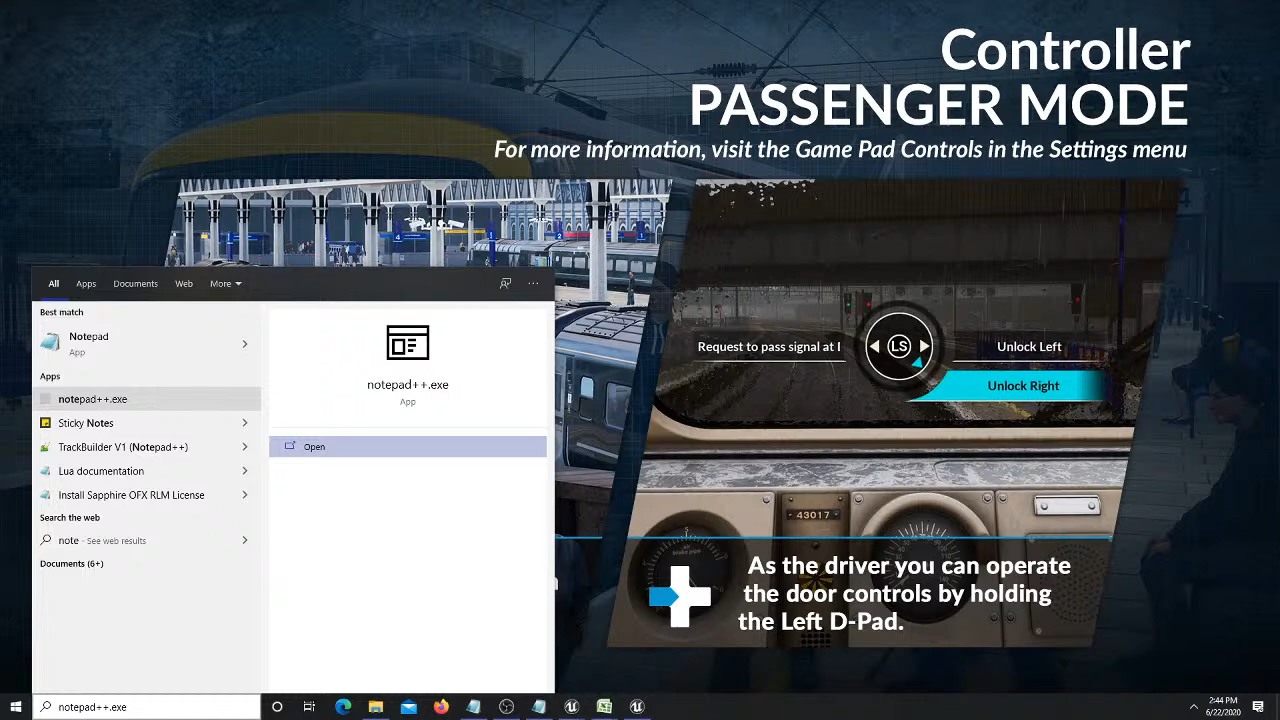 Controller
PASSENGER MODE
For more information, visit the Game Pad Controls in the Settings menu
4
2
1
All
Apps
Documents
Web
More
Best match
Notepad
App
Apps
notepad++.exe
Sticky Notes
TrackBuilder V1 (Notepad++)
Lua documentation
Install Sapphire OFX RLM License
Search the web
note - See web results
Documents (6+)
notepad++.exe
App
Open
Request to pass signal at
LS
Unlock Left
Unlock Right
43017
As the driver you can operate
the door controls by holding
the Left D-Pad.
notepad++.exe
2:44 PM
6/22/2020